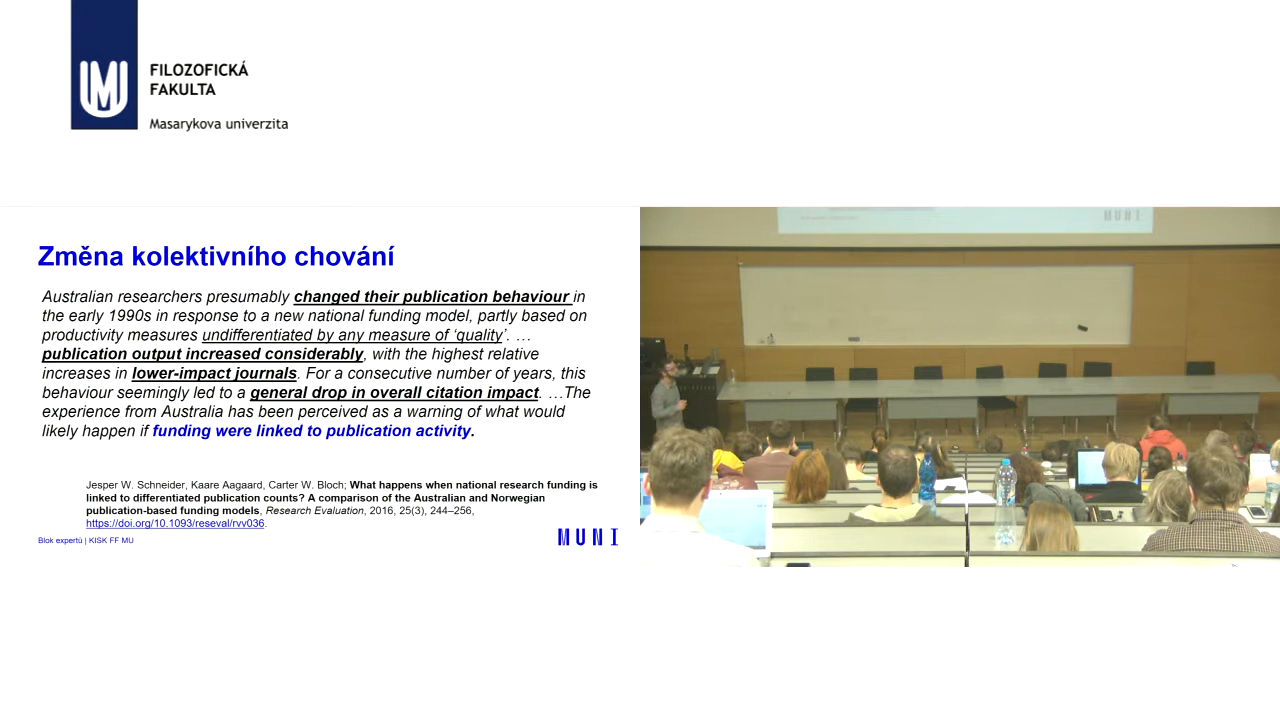 FILOZOFICKÁ
FAKULTA
Masarykova univerzita
Změna kolektivního chování
Australian researchers presumably changed their publication behaviour in
the early 1990s in response to a new national funding model, partly based on
productivity measures undifferentiated by any measure of ‘quality’. …
publication output increased considerably, with the highest relative
increases in lower-impact journals. For a consecutive number of years, this
behaviour seemingly led to a general drop in overall citation impact. …The
experience from Australia has been perceived as a warning of what would
likely happen if funding were linked to publication activity.
Jesper W. Schneider, Kaare Aagaard, Carter W. Bloch; What happens when national research funding is
linked to differentiated publication counts? A comparison of the Australian and Norwegian
publication-based funding models, Research Evaluation, 2016, 25(3), 244–256,
https://doi.org/10.1093/reseval/rvv036.
Blok expertů | KISK FF MU
MUNI
MUNI